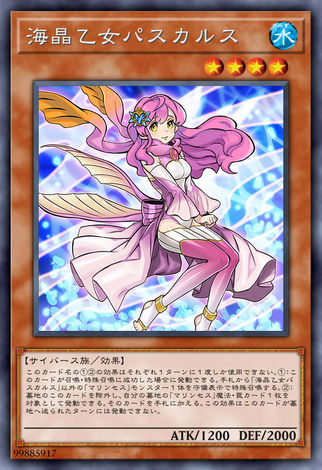 海晶乙女パスカルス
水
【サイバース族/効果】
このカード名の①②の効果はそれぞれ1ターンに1度しか使用できない。①:こ
のカードが召喚・特殊召喚に成功した場合に発動できる。手札から「海晶乙女パ
スカルス」以外の「マリンセス」モンスター1体を守備表示で特殊召喚する。②:
墓地のこのカードを除外し、自分の墓地の「マリンセス」魔法・罠カード1枚を
対象として発動できる。そのカードを手札に加える。この効果はこのカードが墓
地へ送られたターンには発動できない。
ATK/1200 DEF/2000
99885917